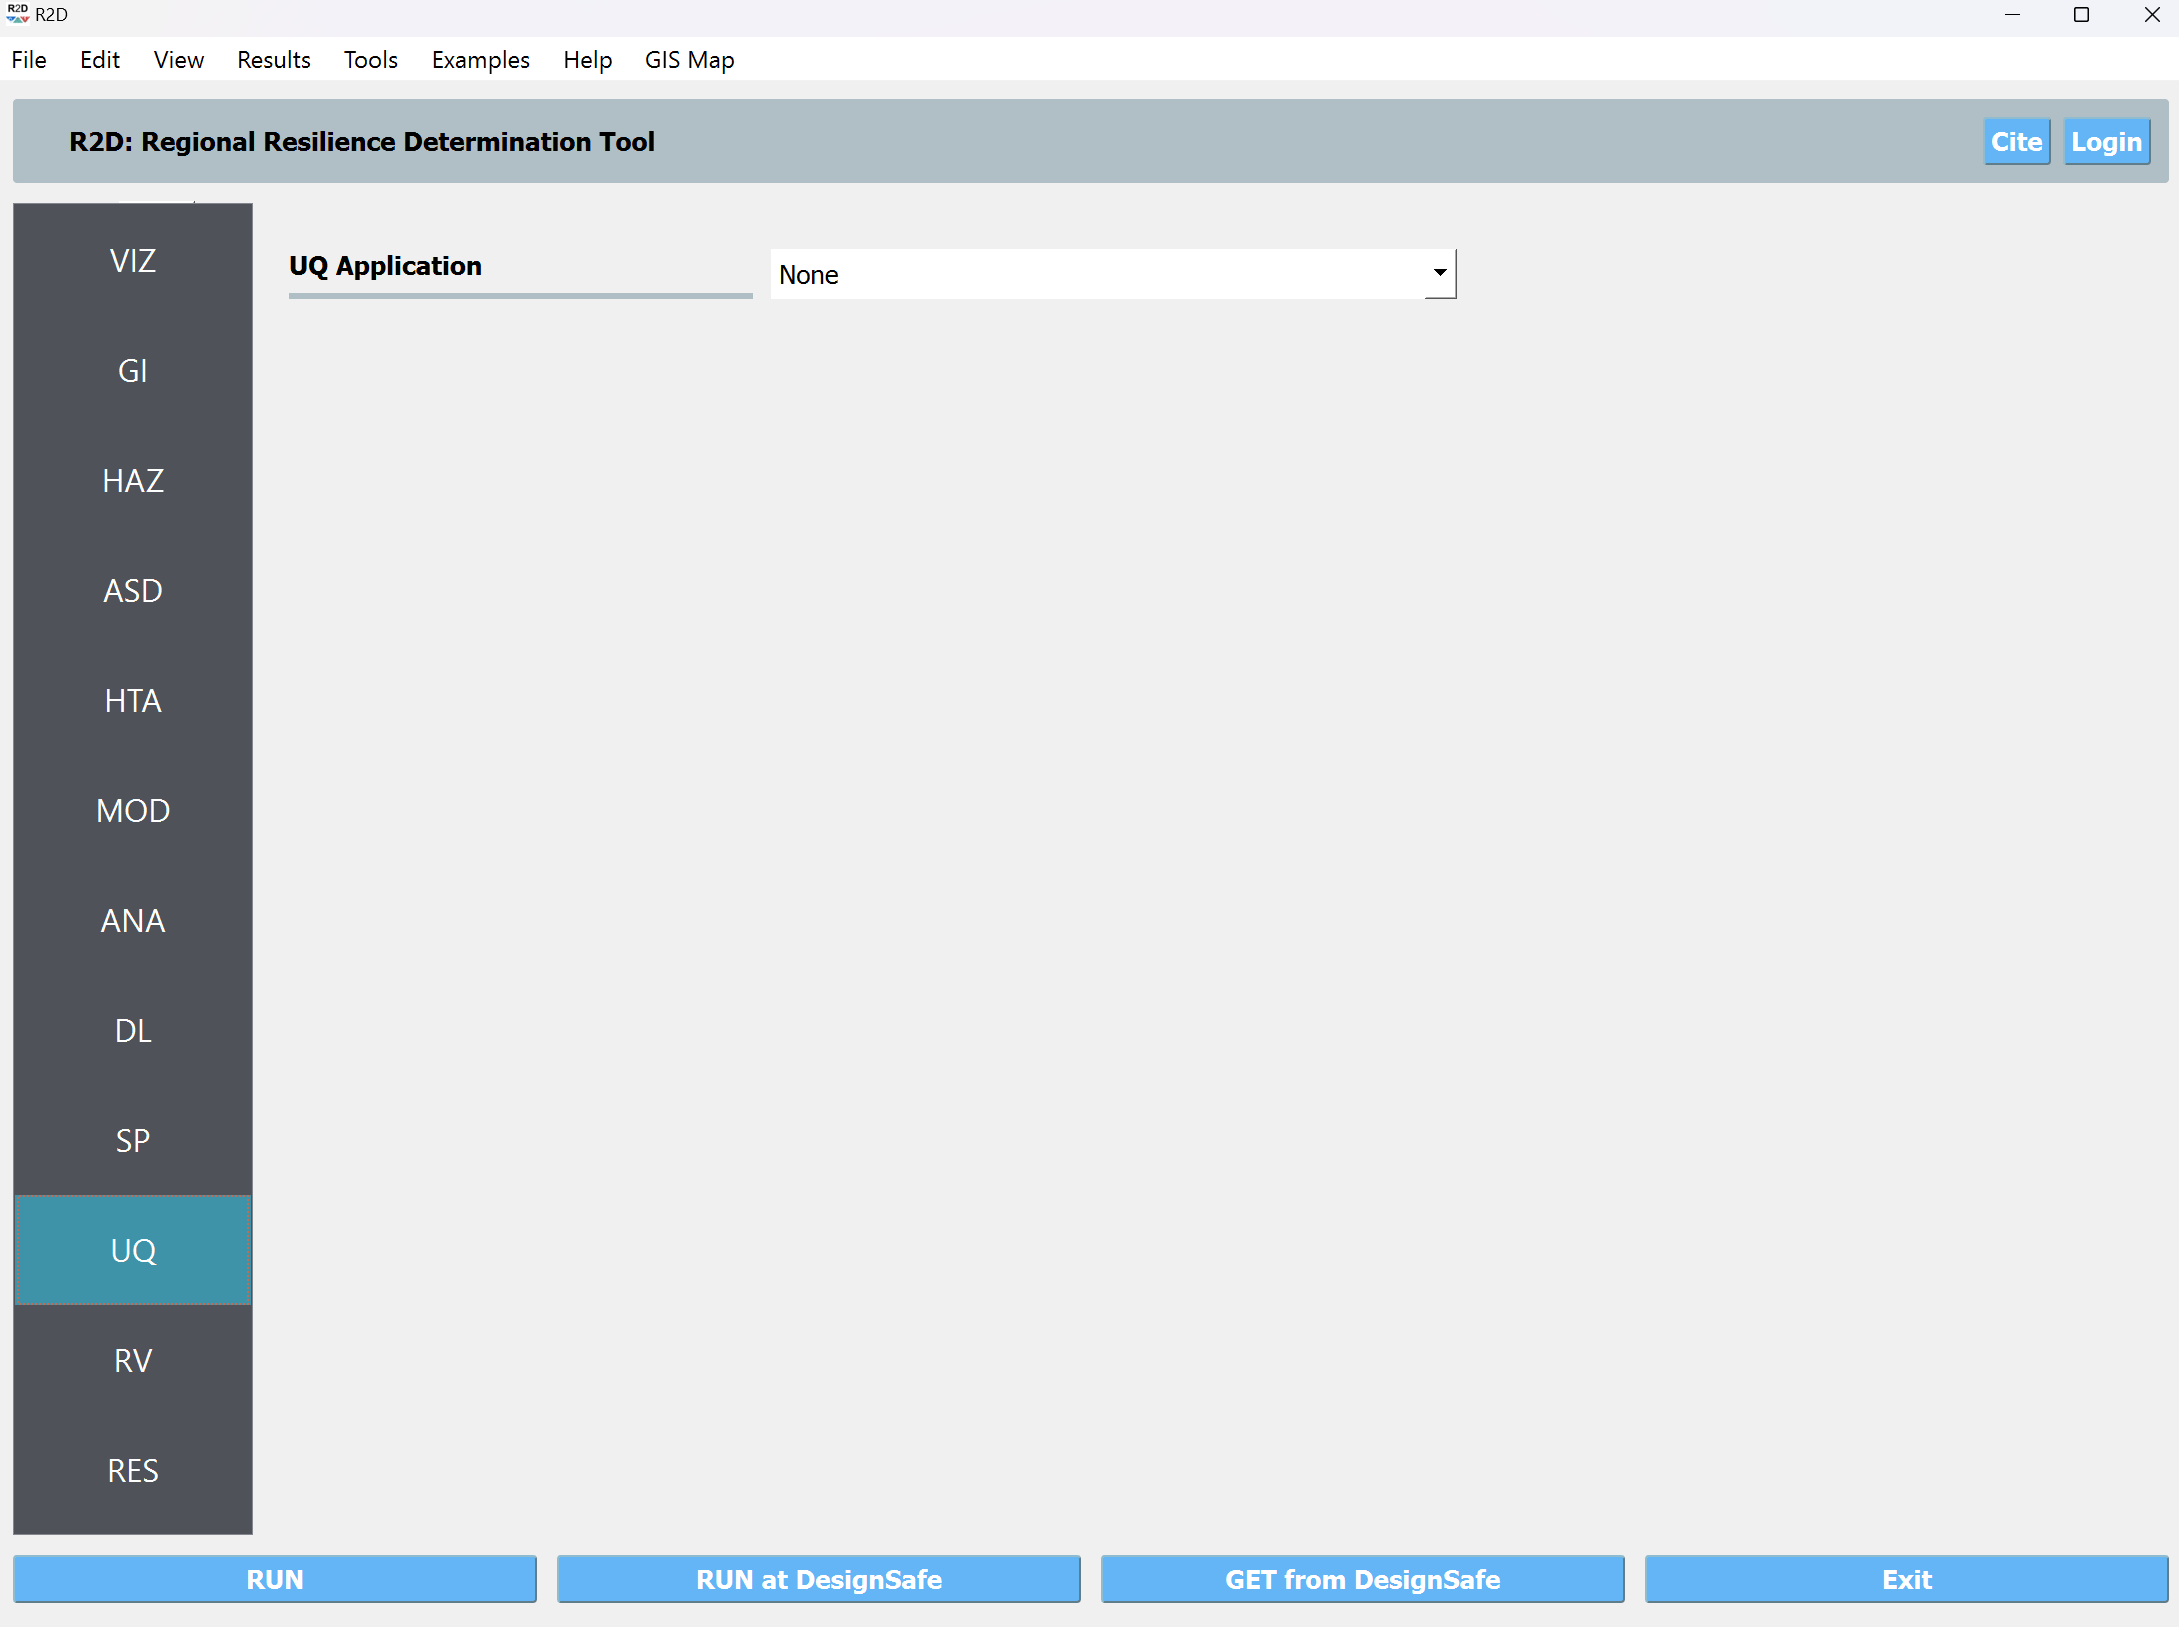 R2D R2D
File Edit View Results Tools Examples Help GIS Map
R2D: Regional Resilience Determination Tool Cite Login
VIZ
UQ Application None
GI
HAZ
ASD
HTA
MOD
ANA
DL
SP
UQ
RV
RES
RUN RUN at DesignSafe GET from DesignSafe Exit